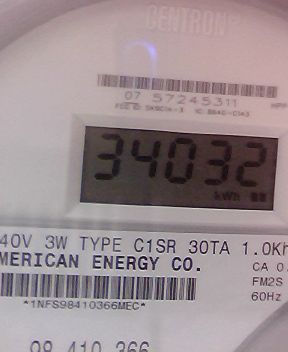 CENTRON®
07 57245311
34032
kWh
40V 3W TYPE C1SR 30TA 1.0Kh
MERICAN ENERGY CO.
CA 0.
FM2S
60Hz
*1NFS98410366MEC*
98 410 366